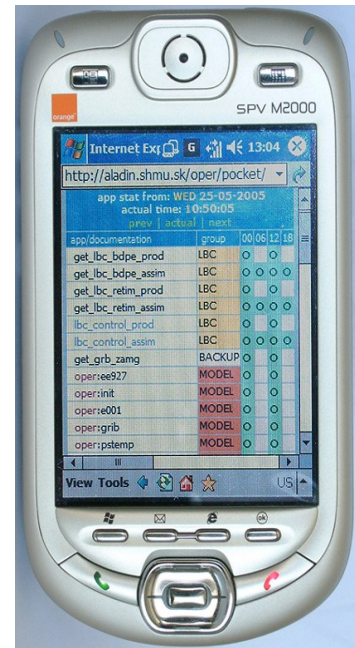 orange
SPV M2000
Internet Exp G 13:04
http://aladin.shmu.sk/oper/pocket/
app stat from: WED 25-05-2005
actual time: 10:50:05
prev | actual | next
app/documentation group 00 06 12 18
get_lbc_bdpe_prod LBC O O
get_lbc_bdpe_assim LBC O O O O
get_lbc_retim_prod LBC O O
get_lbc_retim_assim LBC O O O O
lbc_control_prod LBC O O
lbc_control_assim LBC O O O O
get_grb_zamg BACKUP O O
oper:ee927 MODEL O O
oper:init MODEL O O
oper:e001 MODEL O O
oper:grib MODEL O O
oper:pstemp MODEL O O
View Tools US
ok